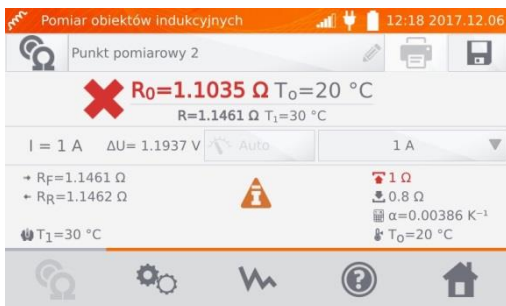 Pomiar obiektów indukcyjnych 12:18 2017.12.06
Punkt pomiarowy 2
R₀=1.1035 Ω T₀=20 °C
R=1.1461 Ω T₁=30 °C
I = 1 A ΔU= 1.1937 V Auto 1 A
RF=1.1461 Ω 1 Ω
RR=1.1462 Ω 0.8 Ω
α=0.00386 K⁻¹
T₁=30 °C T₀=20 °C